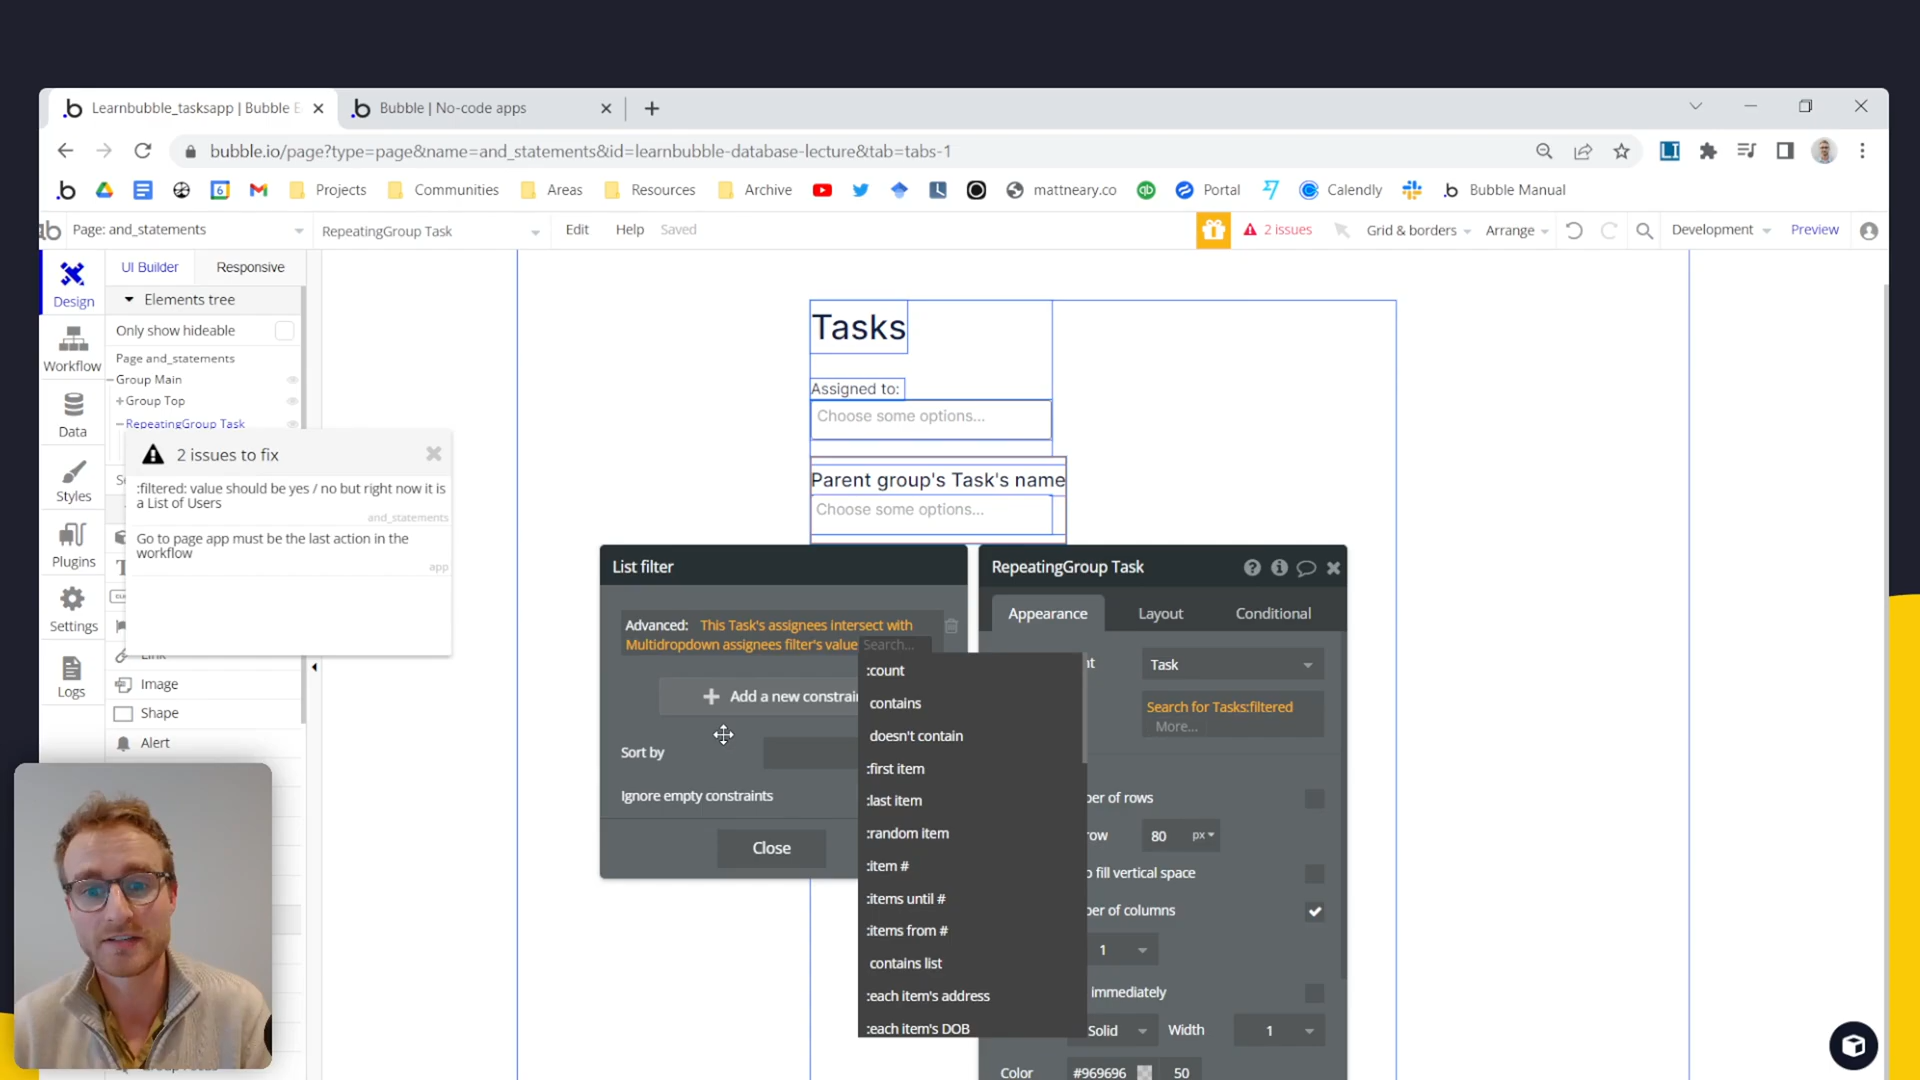 Learnbubble_tasksapp | Bubble E
Bubble | No-code apps
bubble.io/page?type=page&name=and_statements&id=learnbubble-database-lecture&tab=tabs-1
Projects
Communities
Areas
Resources
Archive
mattneary.co
Portal
Calendly
Bubble Manual
Page: and_statements
RepeatingGroup Task
Edit
Help
Saved
2 issues
Grid & borders
Arrange
Development
Preview
Design
Workflow
Data
Styles
Plugins
Settings
Logs
UI Builder
Responsive
Elements tree
Only show hideable
Page and_statements
Group Main
Group Top
RepeatingGroup Task
2 issues to fix
:filtered: value should be yes / no but right now it is
a List of Users
and_statements
Go to page app must be the last action in the
workflow
app
Image
Shape
Alert
Tasks
Assigned to:
Choose some options...
Parent group's Task's name
Choose some options...
List filter
Advanced: This Task's assignees intersect with
Multidropdown assignees filter's value Search...
Add a new constrain
Sort by
Ignore empty constraints
Close
:count
contains
doesn't contain
:first item
:last item
:random item
:item #
:items until #
:items from #
contains list
:each item's address
:each item's DOB
RepeatingGroup Task
Appearance
Layout
Conditional
Task
Search for Tasks:filtered
More...
ber of rows
row
80
px
o fill vertical space
ber of columns
1
immediately
Solid
Width
1
Color
#969696
50